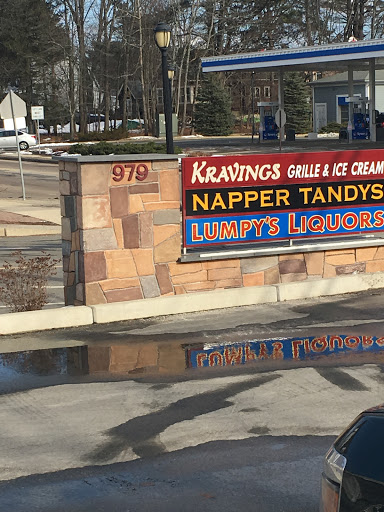 979
KRAVINGS GRILLE & ICE CREAM
NAPPER TANDYS
LUMPY'S LIQUORS